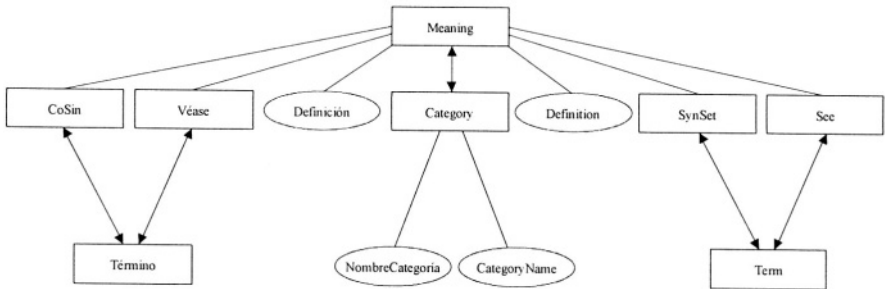 Meaning
CoSin
Véase
Definición
Category
Definition
SynSet
See
Término
NombreCategoria
CategoryName
Term